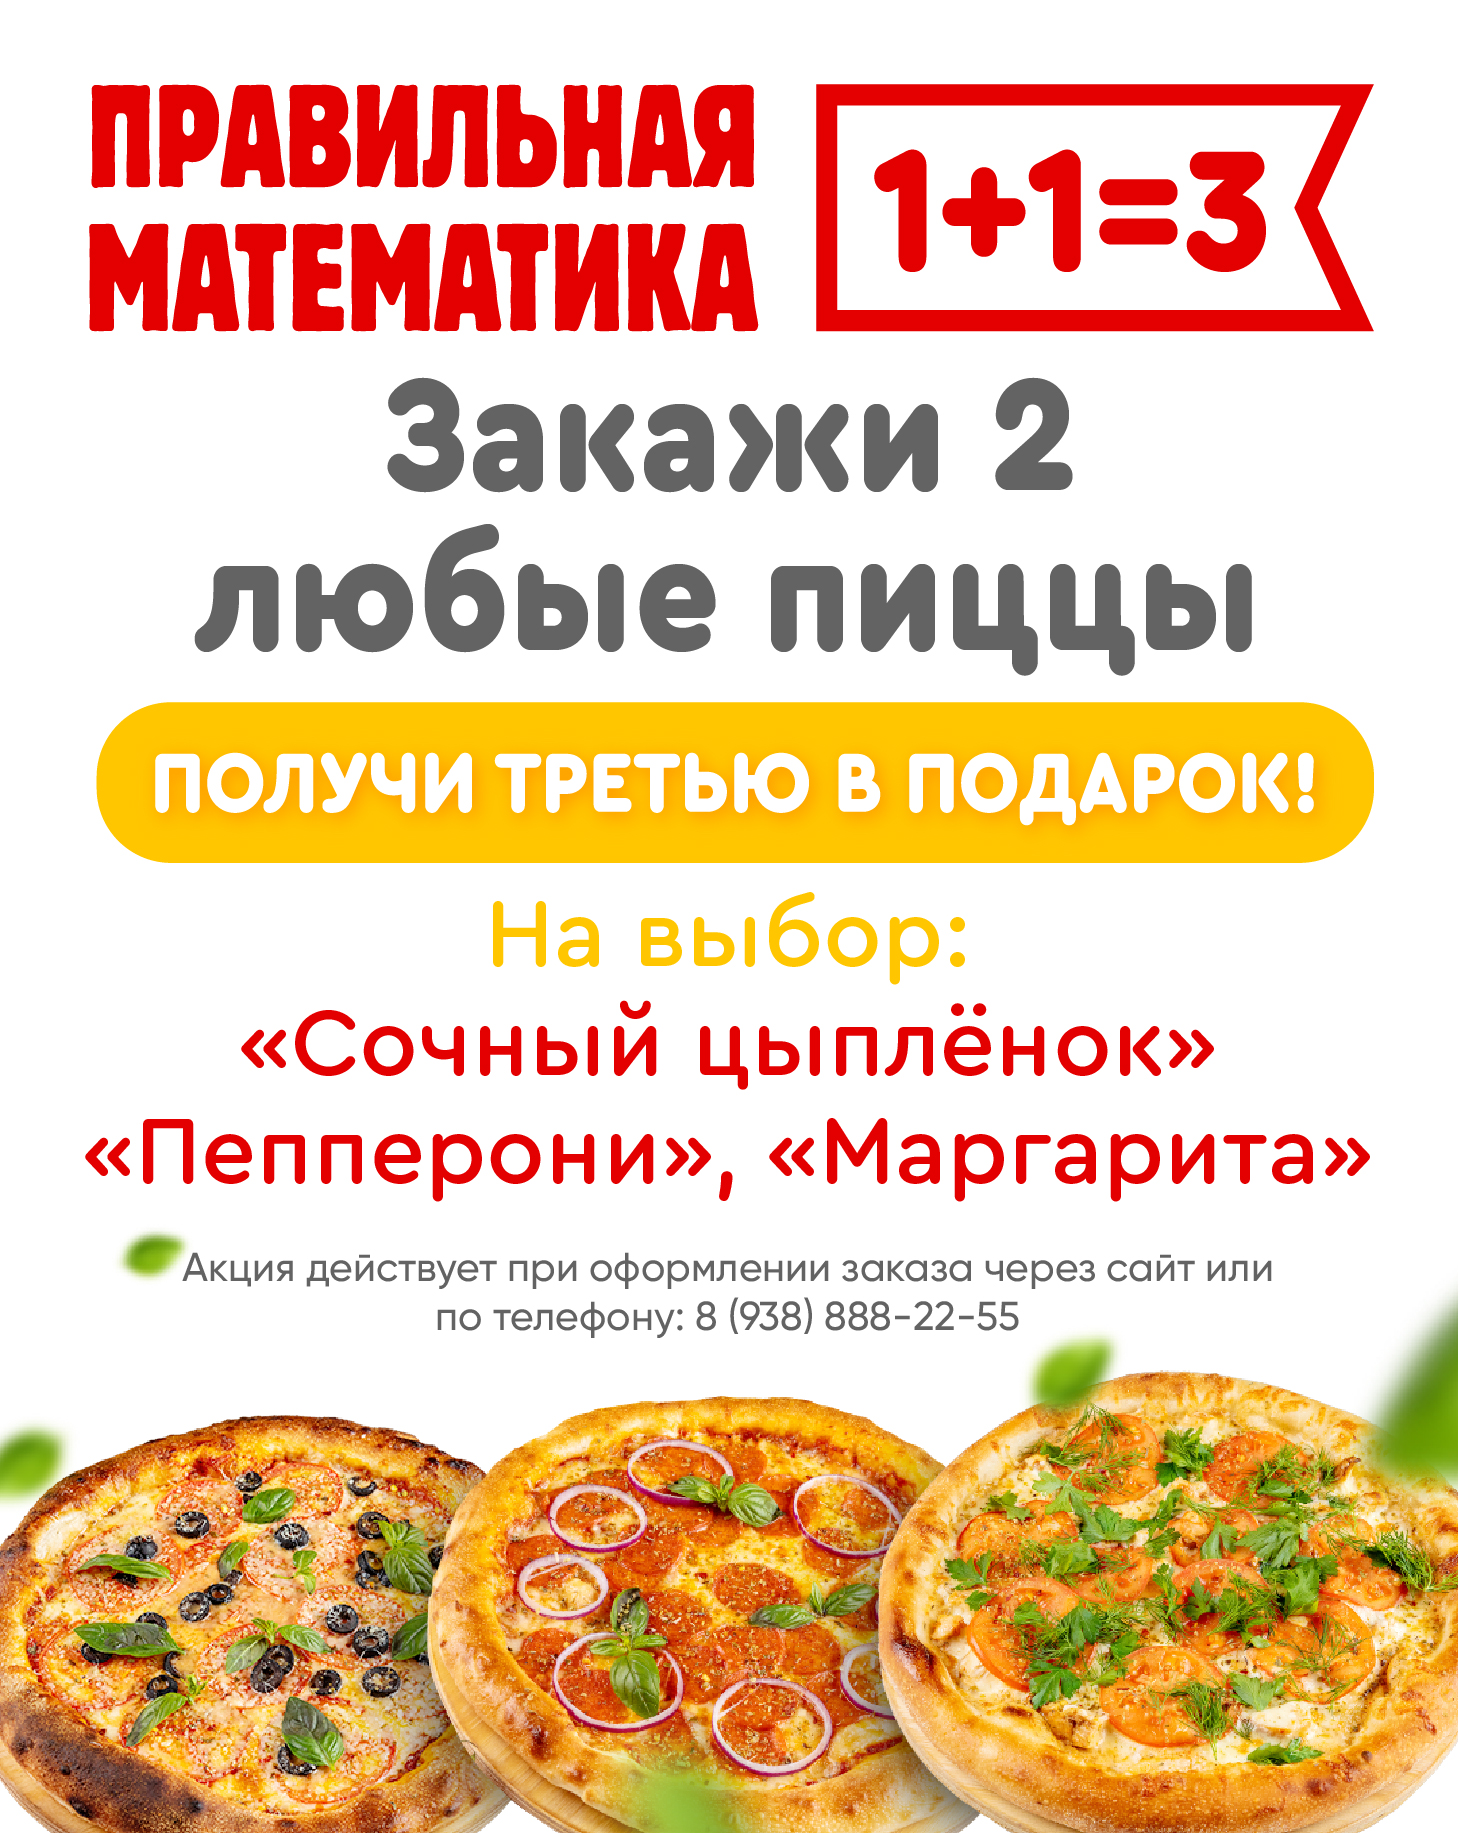 ПРАВИЛЬНАЯ
МАТЕМАТИКА
1+1=3
Закажи 2
любые пиццы
ПОЛУЧИ ТРЕТЬЮ В ПОДАРОК!
На выбор:
«Сочный цыплёнок»
«Пепперони», «Маргарита»
Акция действует при оформлении заказа через сайт или
по телефону: 8 (938) 888-22-55